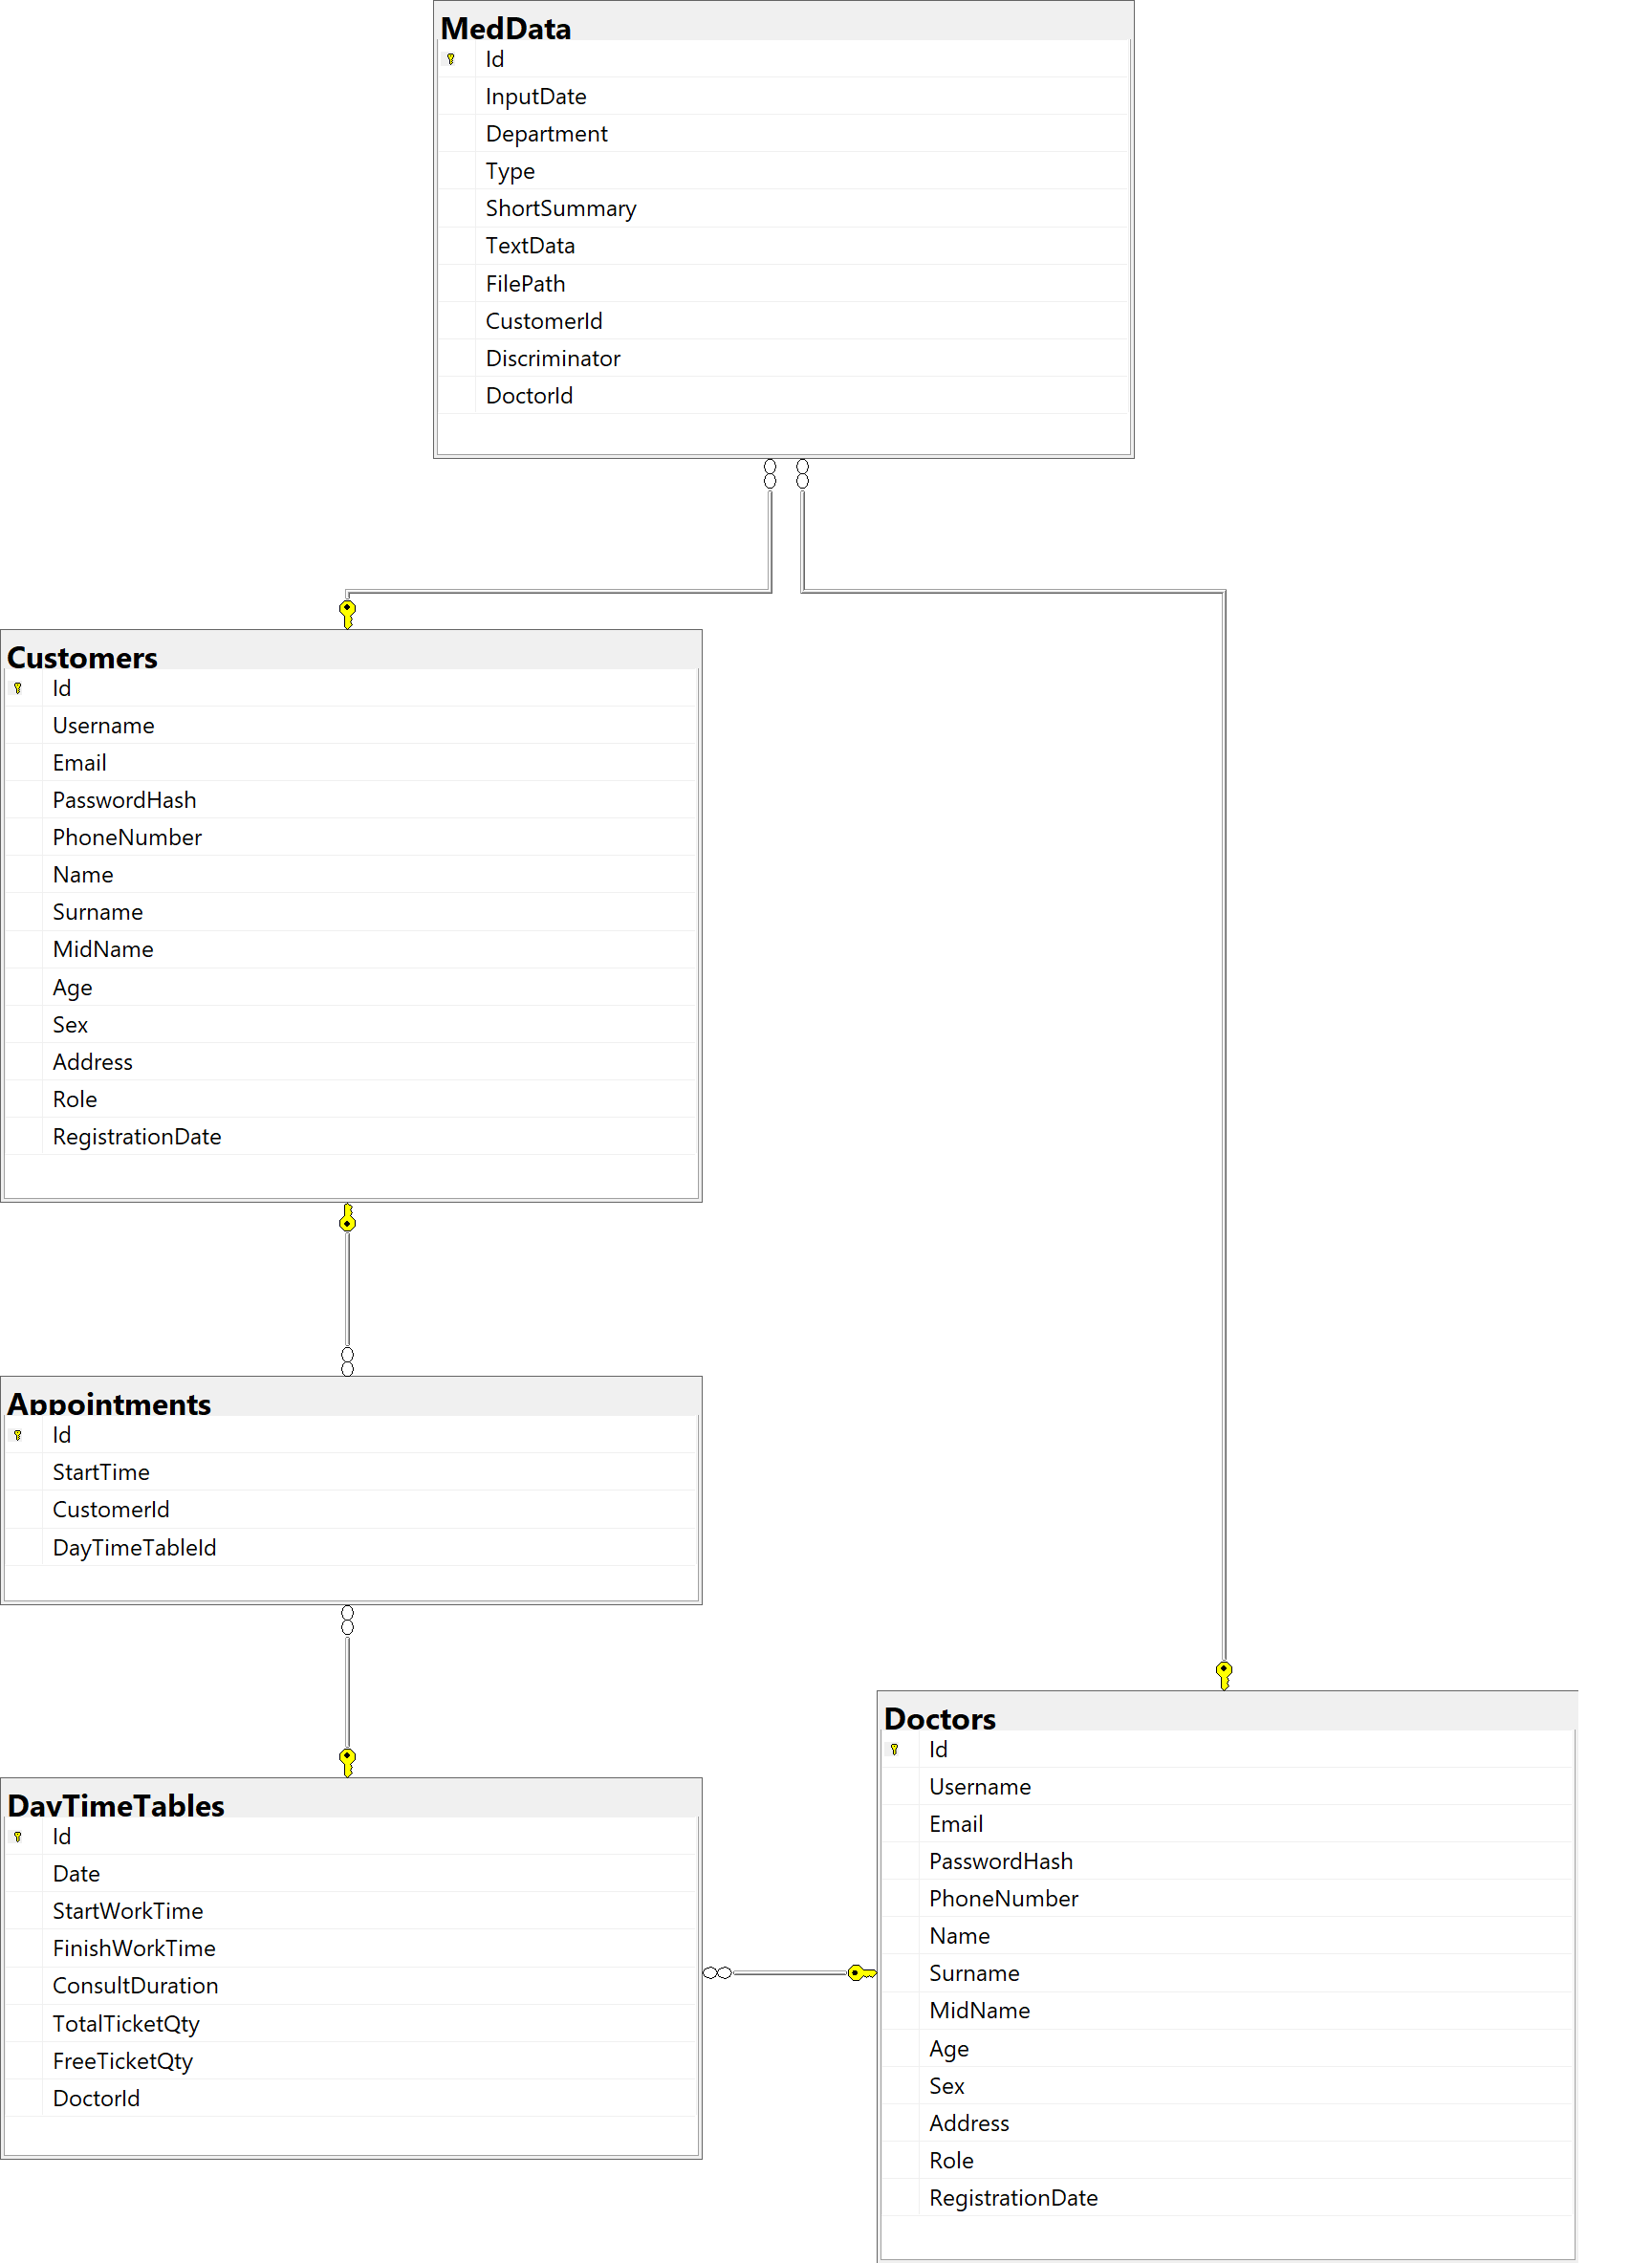 MedData
Id
InputDate
Department
Type
ShortSummary
TextData
FilePath
CustomerId
Discriminator
DoctorId
Customers
Id
Username
Email
PasswordHash
PhoneNumber
Name
Surname
MidName
Age
Sex
Address
Role
RegistrationDate
Appointments
Id
StartTime
CustomerId
DayTimeTableId
DayTimeTables
Id
Date
StartWorkTime
FinishWorkTime
ConsultDuration
TotalTicketQty
FreeTicketQty
DoctorId
Doctors
Id
Username
Email
PasswordHash
PhoneNumber
Name
Surname
MidName
Age
Sex
Address
Role
RegistrationDate